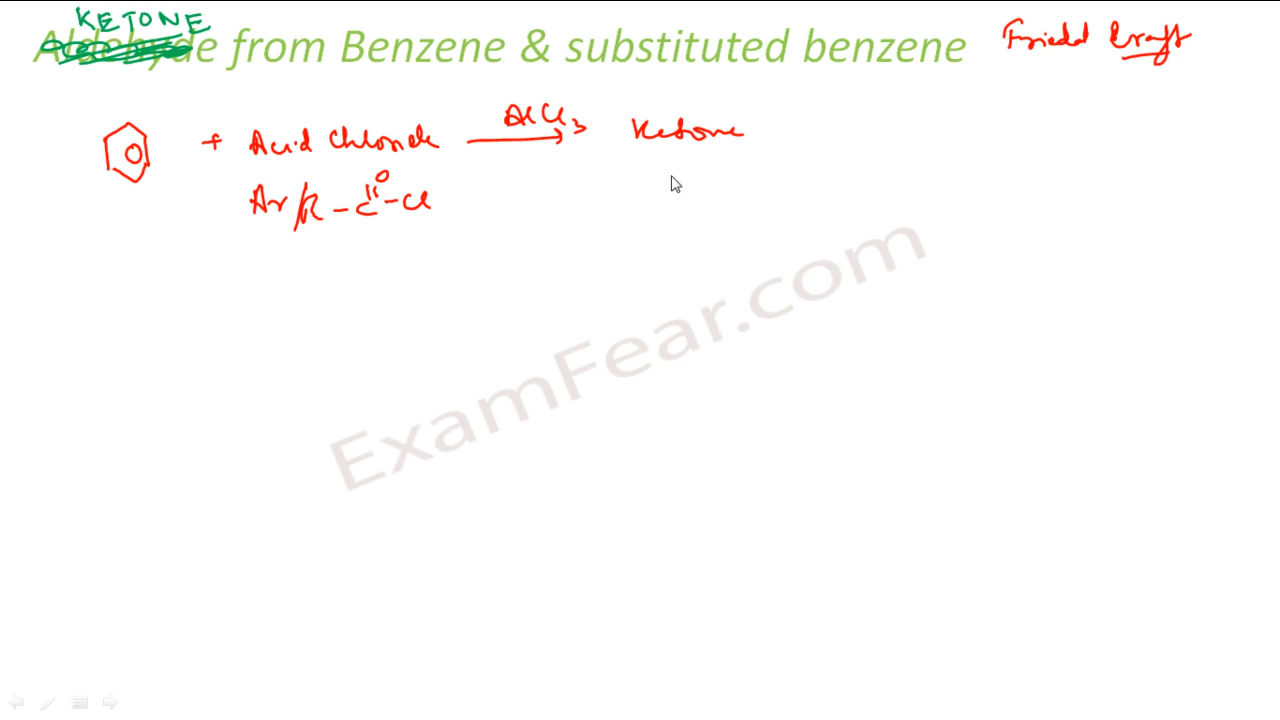 KETONE
Aldehyde from Benzene & substituted benzene
Friedel Craft
+ Acid Chloride AlCl3 Ketone
Ar/R-C-Cl
O
ExamFear.com